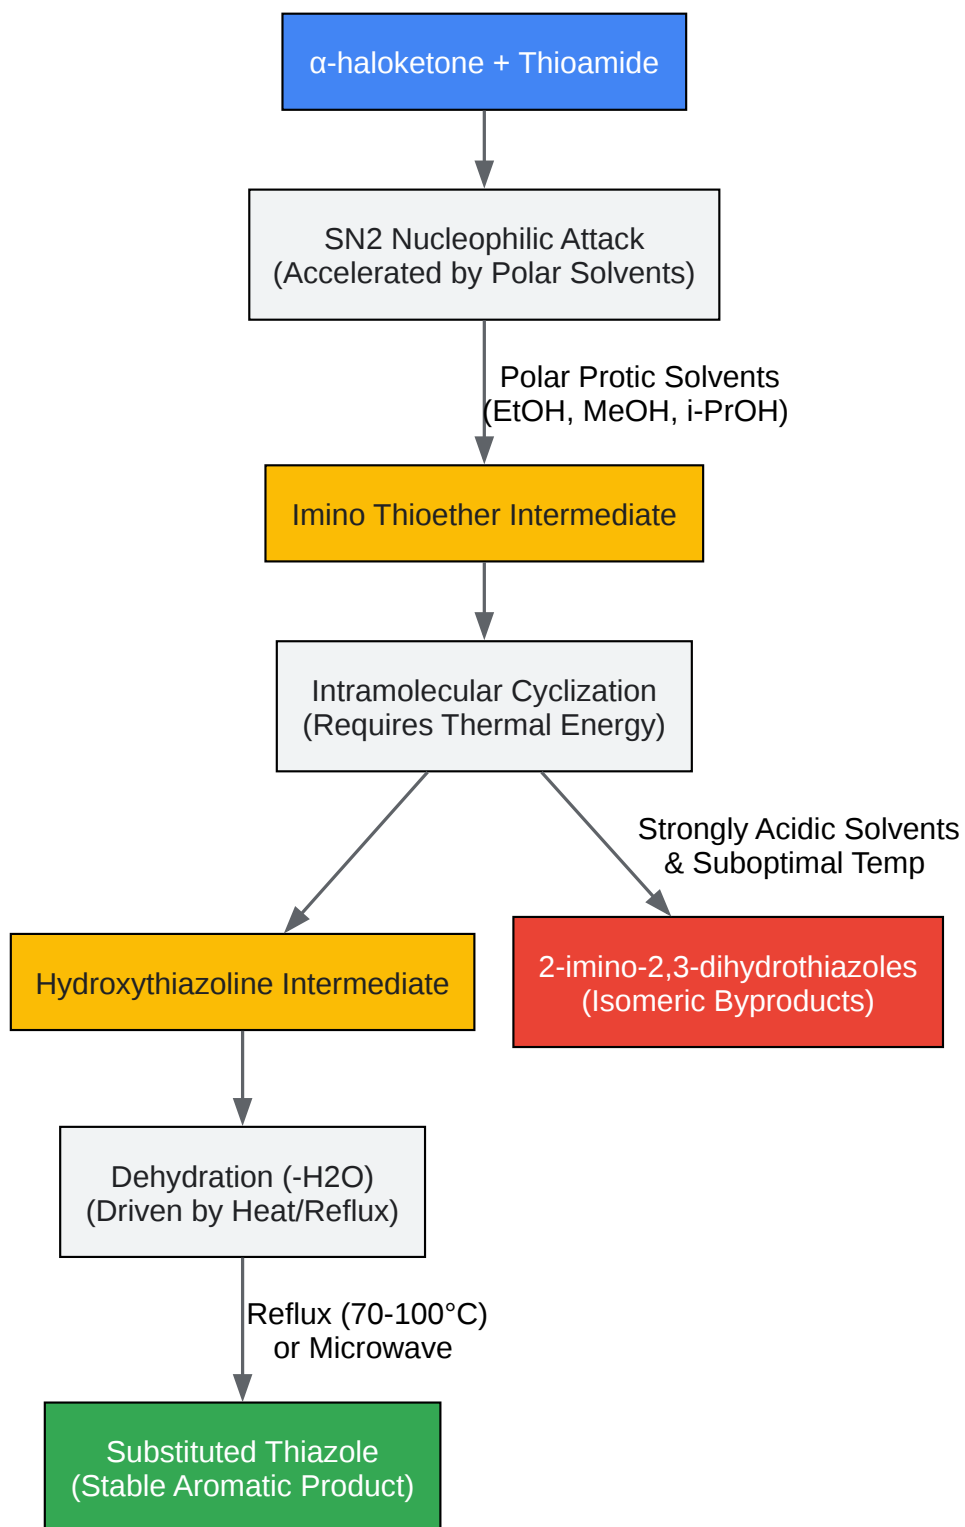 α-haloketone + Thioamide
SN2 Nucleophilic Attack
(Accelerated by Polar Solvents)
Polar Protic Solvents
(EtOH, MeOH, i-PrOH)
Imino Thioether Intermediate
Intramolecular Cyclization
(Requires Thermal Energy)
Strongly Acidic Solvents
& Suboptimal Temp
Hydroxythiazoline Intermediate
2-imino-2,3-dihydrothiazoles
(Isomeric Byproducts)
Dehydration (-H2O)
(Driven by Heat/Reflux)
Reflux (70-100°C)
or Microwave
Substituted Thiazole
(Stable Aromatic Product)